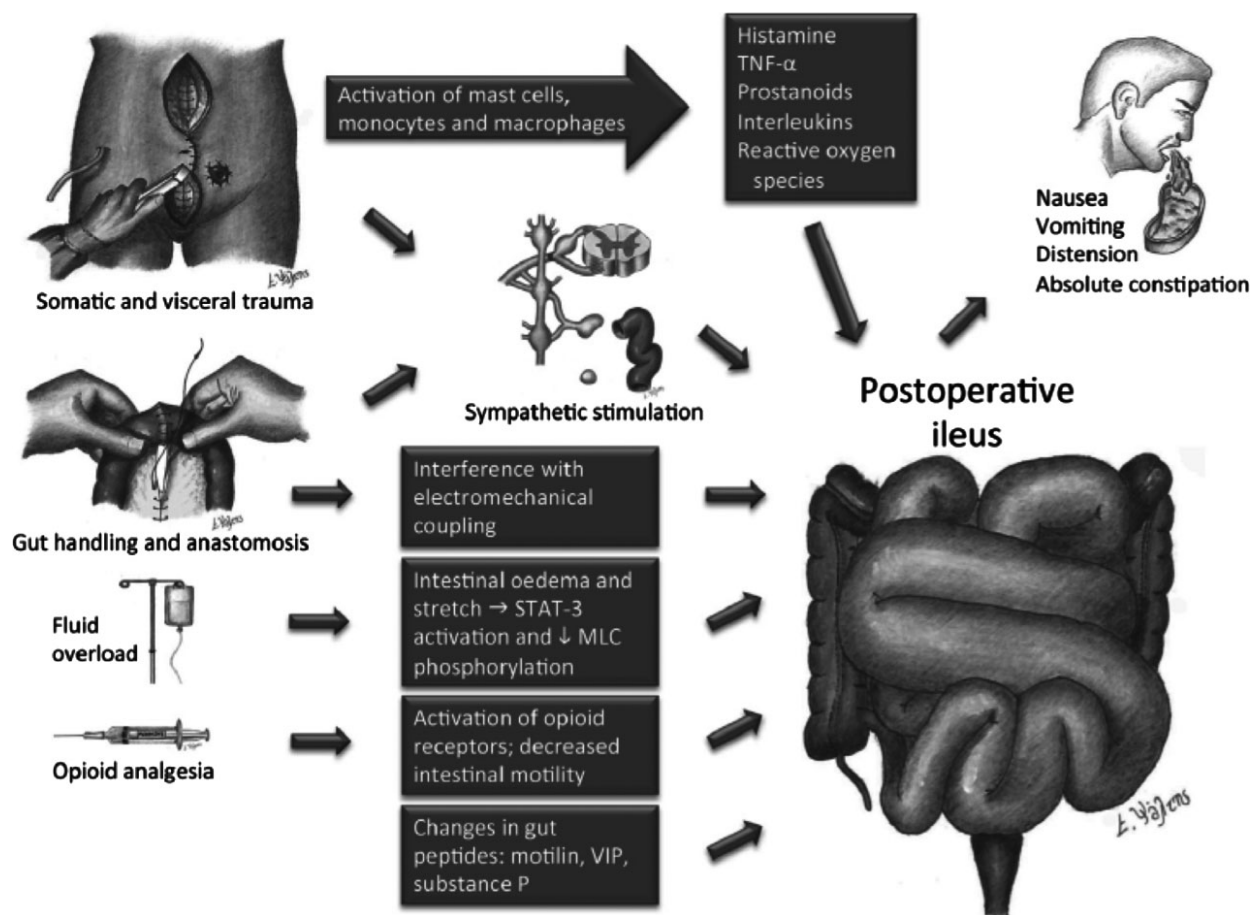 Activation of mast cells,
monocytes and macrophages
Histamine
TNF-α
Prostanoids
Interleukins
Reactive oxygen
species
Nausea
Vomiting
Distension
Absolute constipation
Somatic and visceral trauma
Sympathetic stimulation
Postoperative
ileus
Gut handling and anastomosis
Interference with
electromechanical
coupling
Fluid
overload
Intestinal oedema and
stretch → STAT-3
activation and ↓ MLC
phosphorylation
Opioid analgesia
Activation of opioid
receptors; decreased
intestinal motility
Changes in gut
peptides: motilin, VIP,
substance P